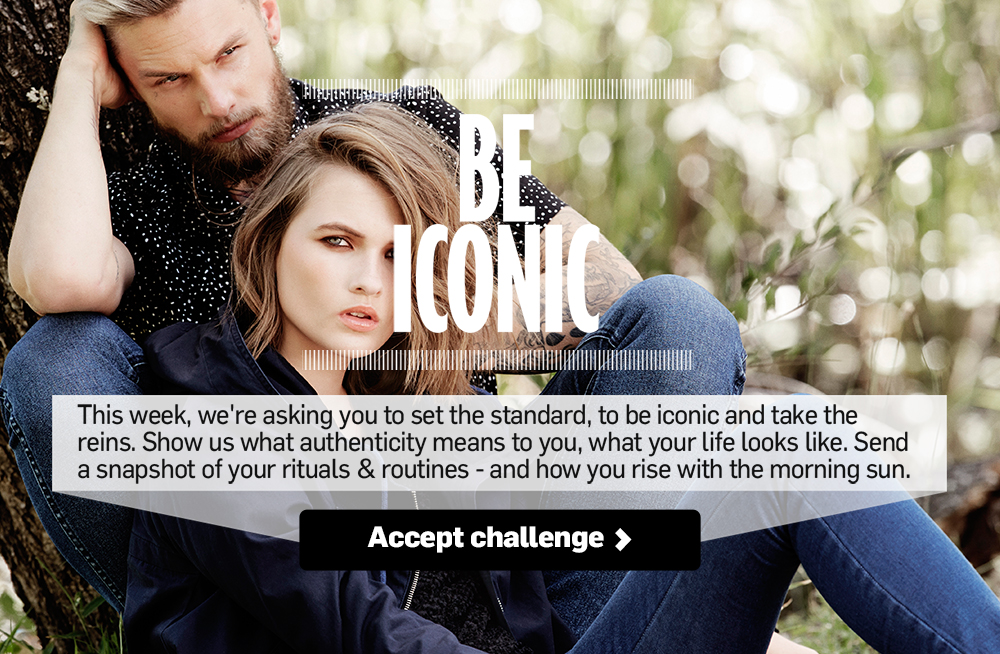 BE
ICONIC
This week, we're asking you to set the standard, to be iconic and take the
reins. Show us what authenticity means to you, what your life looks like. Send
a snapshot of your rituals & routines - and how you rise with the morning sun.
Accept challenge